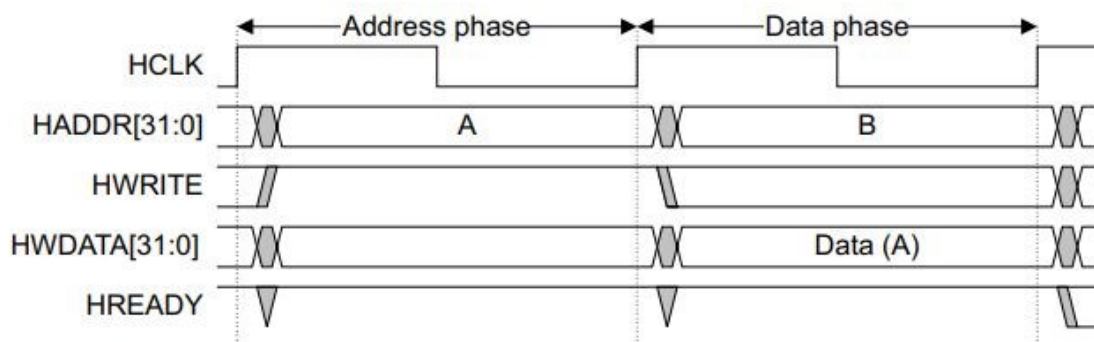 Address phase Data phase
HCLK
HADDR[31:0] A B
HWRITE
HWDATA[31:0] Data (A)
HREADY